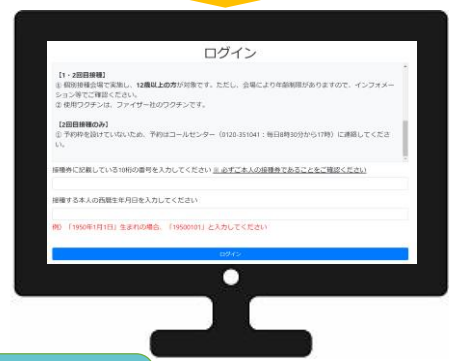 ログイン
【1・2回目接種】
① 個別接種会場で実施し、12歳以上の方が対象です。ただし、会場により年齢制限がありますので、インフォメー
ション等でご確認ください。
② 使用ワクチンは、ファイザー社のワクチンです。
【2回目接種のみ】
① 予約枠を設けていないため、予約はコールセンター（0120-351041：毎日8時30分から17時）に連絡してくださ
い。
接種券に記載している10桁の番号を入力してください ※ 必ずご本人の接種券であることをご確認ください
接種する本人の西暦生年月日を入力してください
例）「1950年1月1日」生まれの場合、「19500101」と入力してください
ログイン